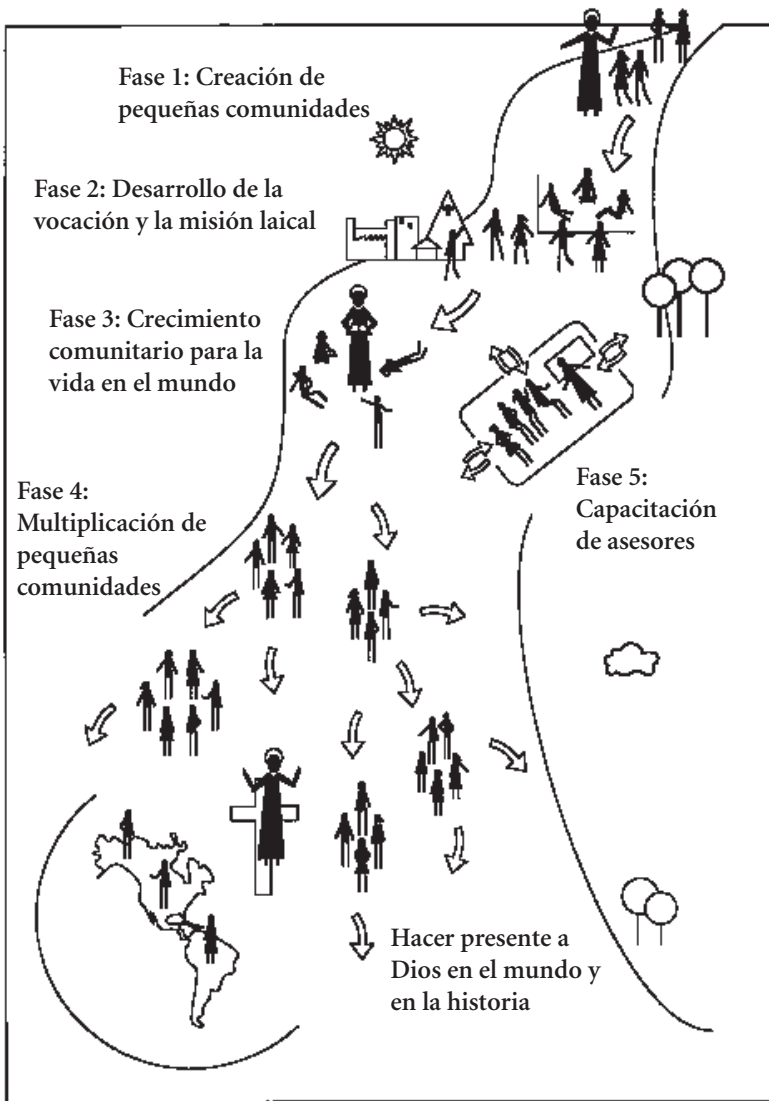 Fase 1: Creación de
pequeñas comunidades
Fase 2: Desarrollo de la
vocación y la misión laical
Fase 3: Crecimiento
comunitario para la
vida en el mundo
Fase 4:
Multiplicación de
pequeñas
comunidades
Fase 5:
Capacitación
de asesores
Hacer presente a
Dios en el mundo y
en la historia